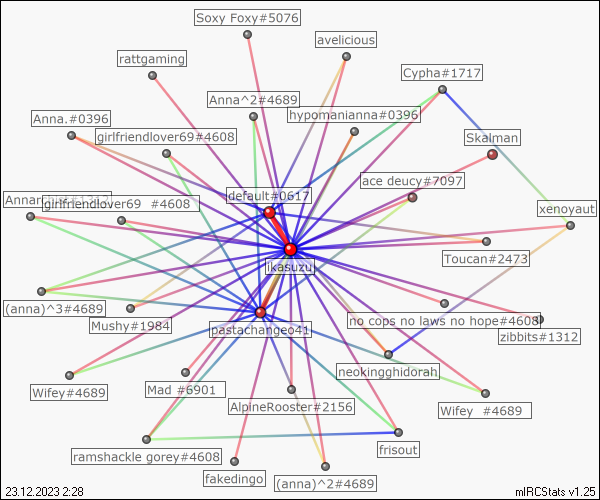 Soxy Foxy#5076
avelicious
rattgaming
Cypha#1717
Anna^2#4689
hypomanianna#0396
Anna.#0396
girlfriendlover69#4608
Skalman
ace deucy#7097
default#0617
girlfriendlover69 #4608
xenoyaut
Toucan#2473
ikasuzu
(anna)^3#4689
Mushy#1984
no cops no laws no hope#4608
pastachangeo41
zibbits#1312
neokingghidorah
Wifey#4689
Mad #6901
AlpineRooster#2156
Wifey #4689
ramshackle gorey#4608
frisout
fakedingo
(anna)^2#4689
23.12.2023 2:28
mIRCStats v1.25